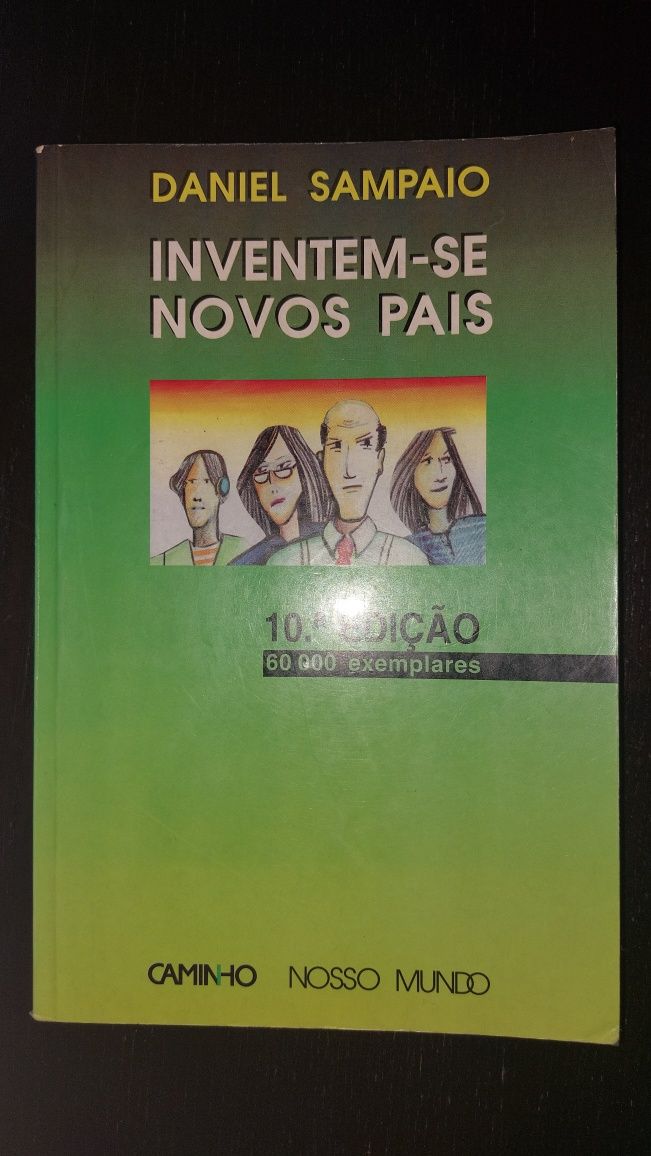 DANIEL SAMPAIO
INVENTEM-SE
NOVOS PAIS
10.ª EDIÇÃO
60 000 exemplares
CAMINHO NOSSO MUNDO